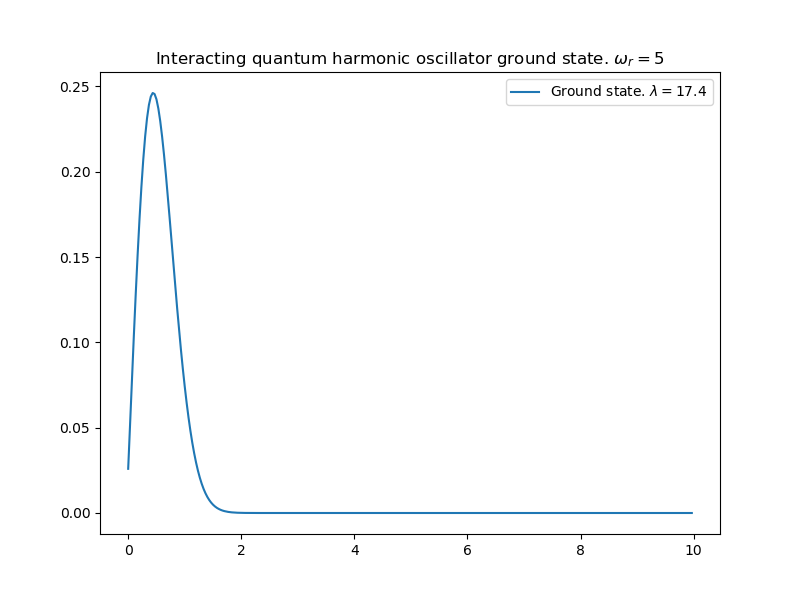 Interacting quantum harmonic oscillator ground state. ωᵣ = 5
Ground state. λ = 17.4
0.25
0.20
0.15
0.10
0.05
0.00
0 2 4 6 8 10